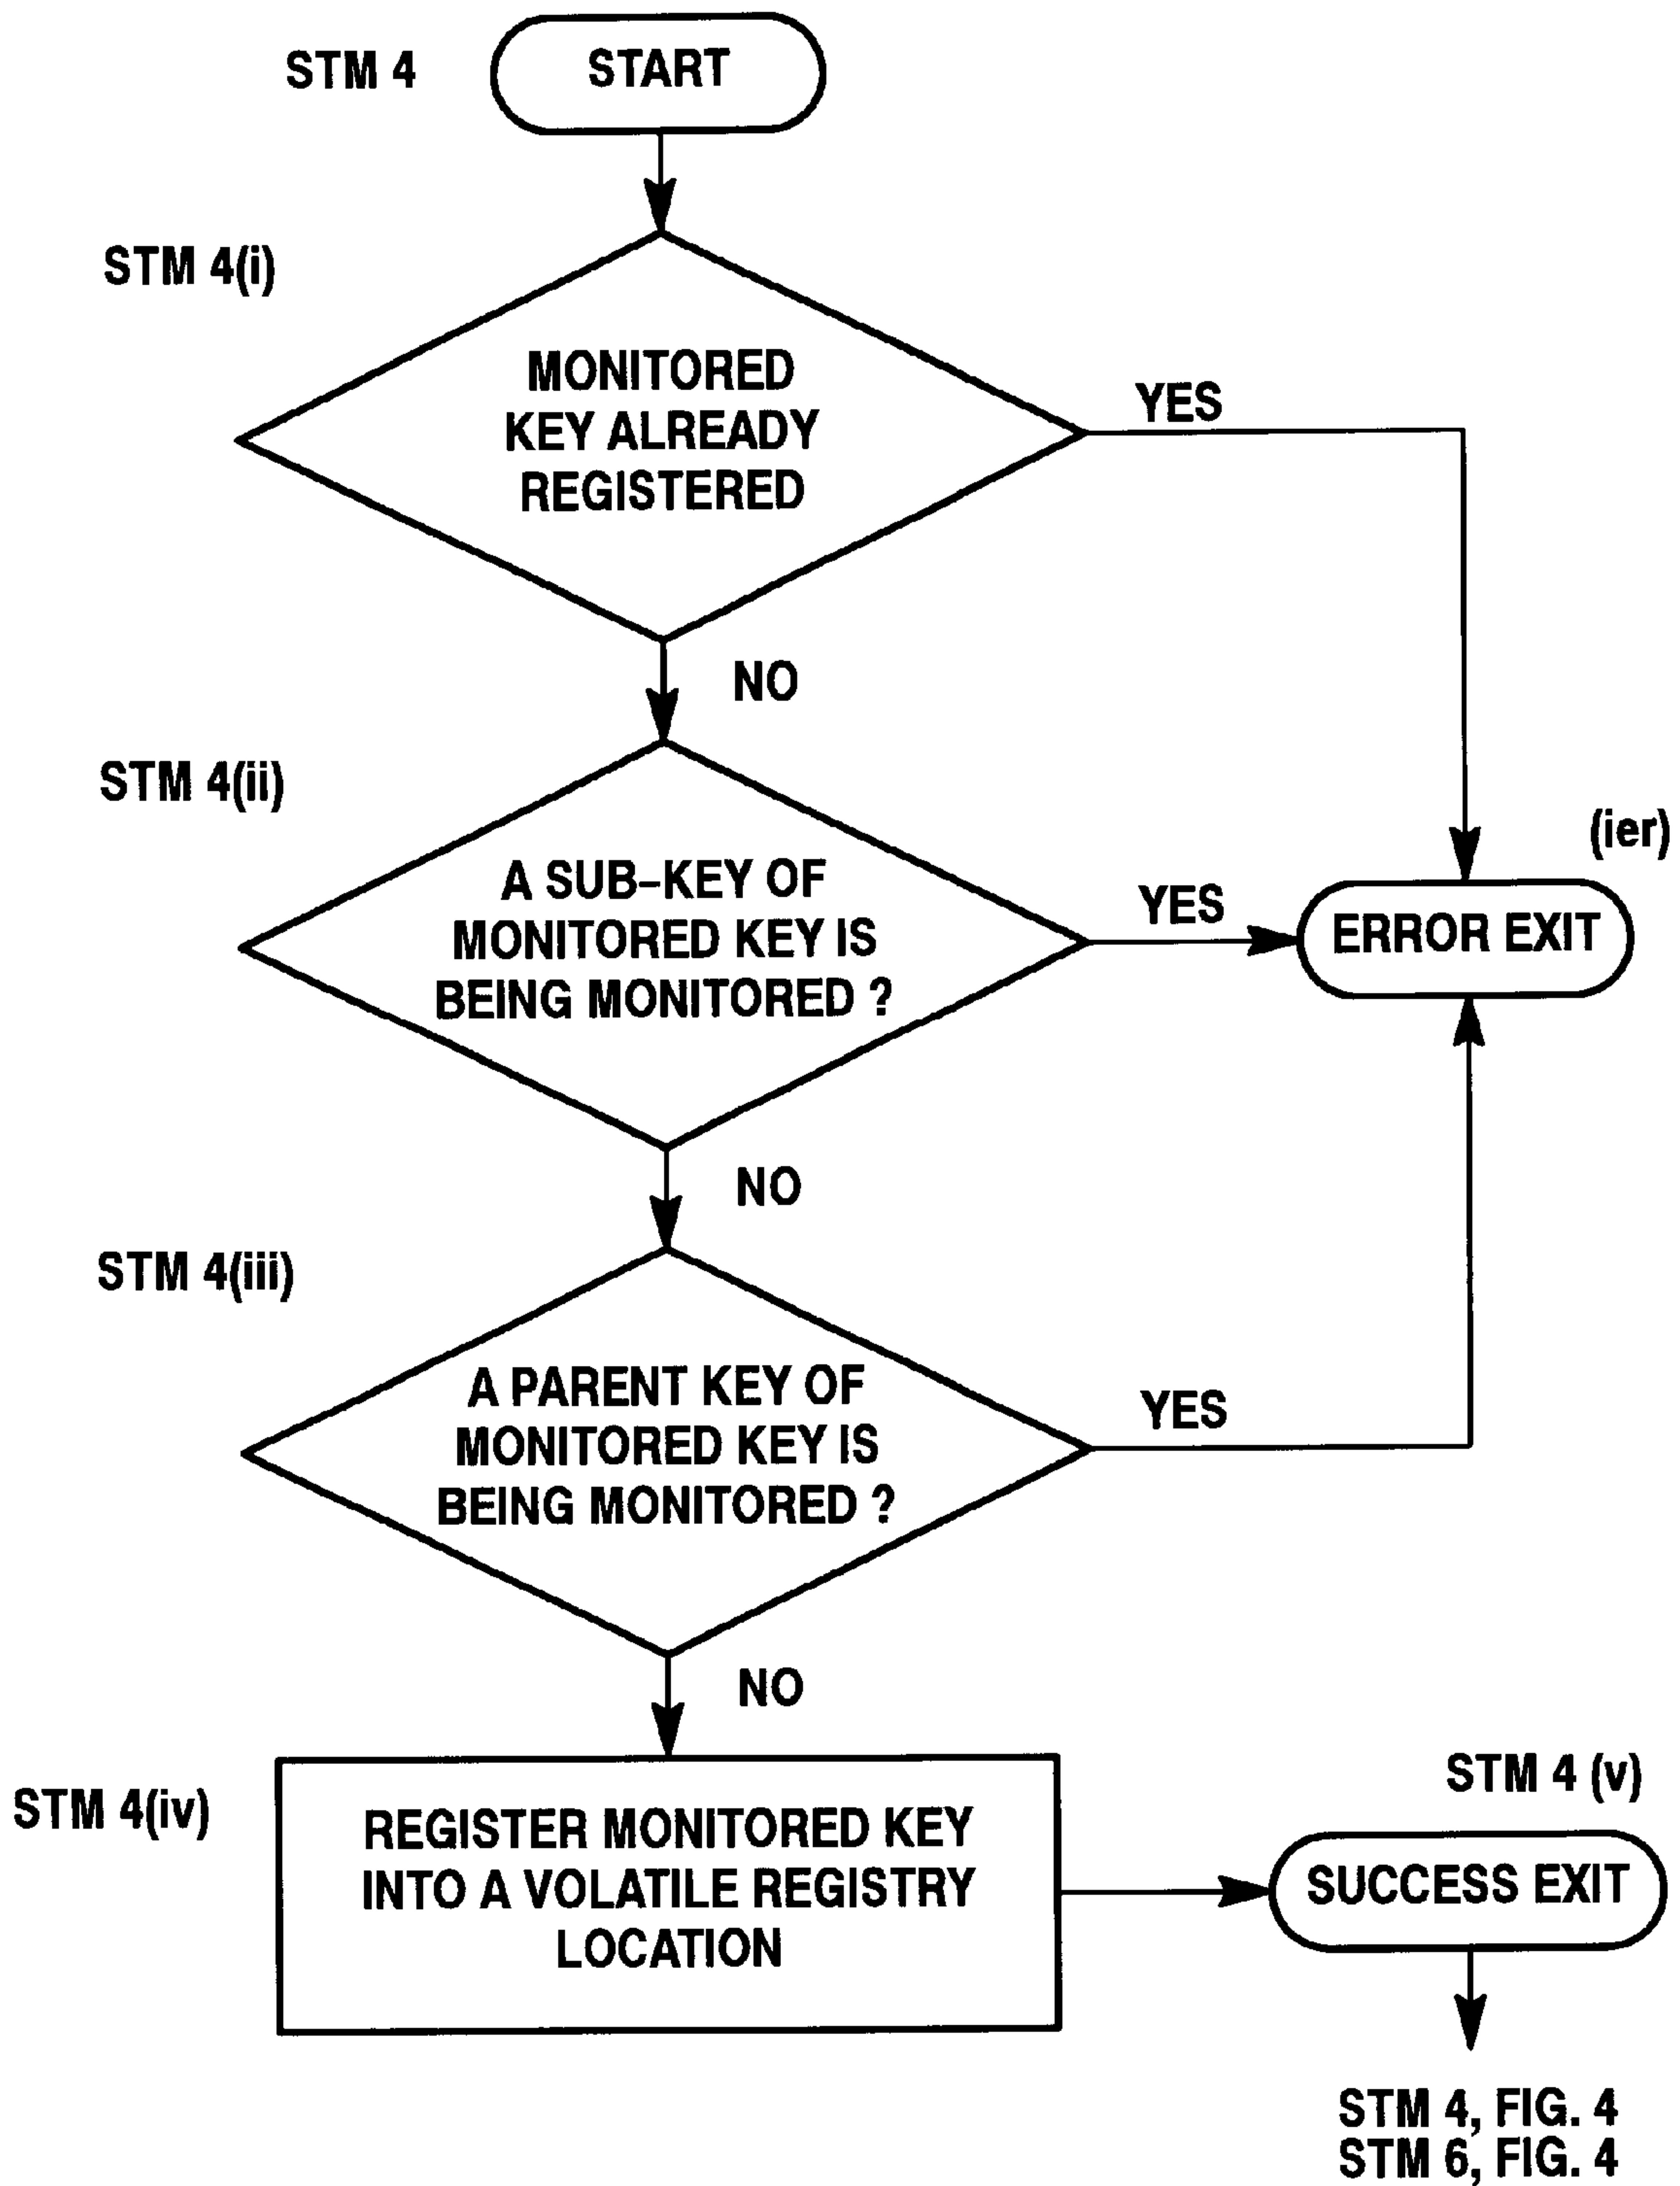 STM 4
START
STM 4(i)
MONITORED
KEY ALREADY
REGISTERED
YES
NO
STM 4(ii)
A SUB-KEY OF
MONITORED KEY IS
BEING MONITORED ?
YES
(ier)
ERROR EXIT
NO
STM 4(iii)
A PARENT KEY OF
MONITORED KEY IS
BEING MONITORED ?
YES
NO
STM 4(iv)
REGISTER MONITORED KEY
INTO A VOLATILE REGISTRY
LOCATION
STM 4 (v)
SUCCESS EXIT
STM 4, FIG. 4
STM 6, FIG. 4